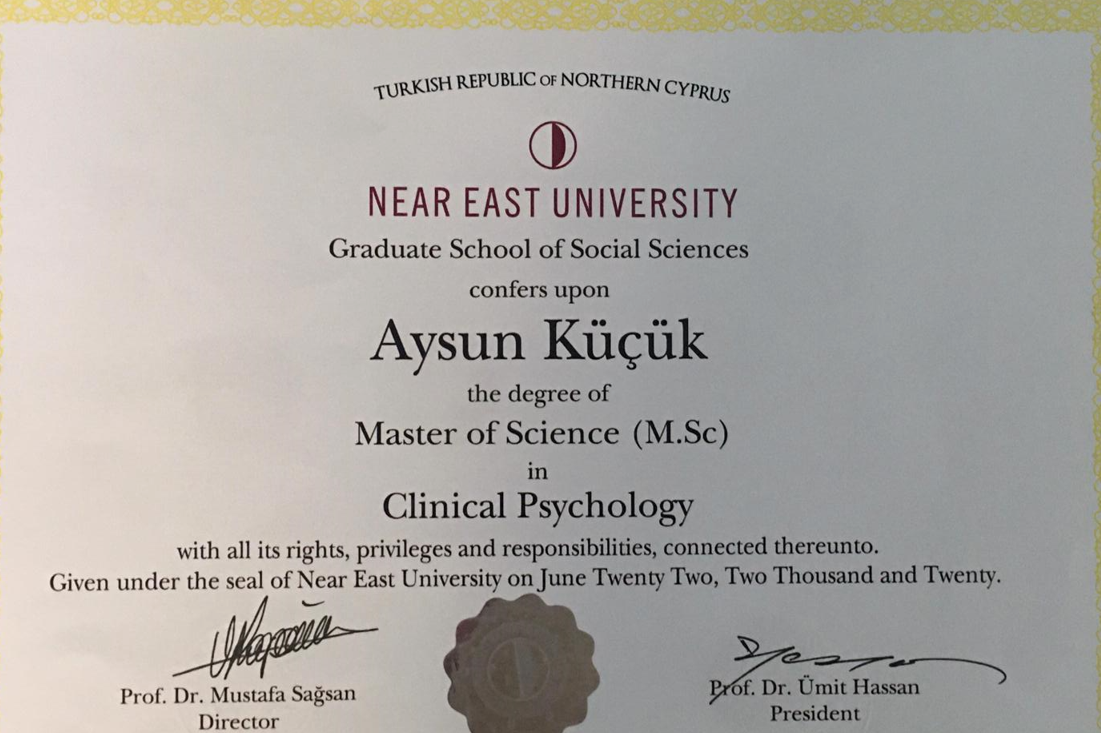 TURKISH REPUBLIC OF NORTHERN CYPRUS
NEAR EAST UNIVERSITY
Graduate School of Social Sciences
confers upon
Aysun Küçük
the degree of
Master of Science (M.Sc)
in
Clinical Psychology
with all its rights, privileges and responsibilities, connected thereunto.
Given under the seal of Near East University on June Twenty Two, Two Thousand and Twenty.
Prof. Dr. Mustafa Sağsan
Director
Prof. Dr. Ümit Hassan
President